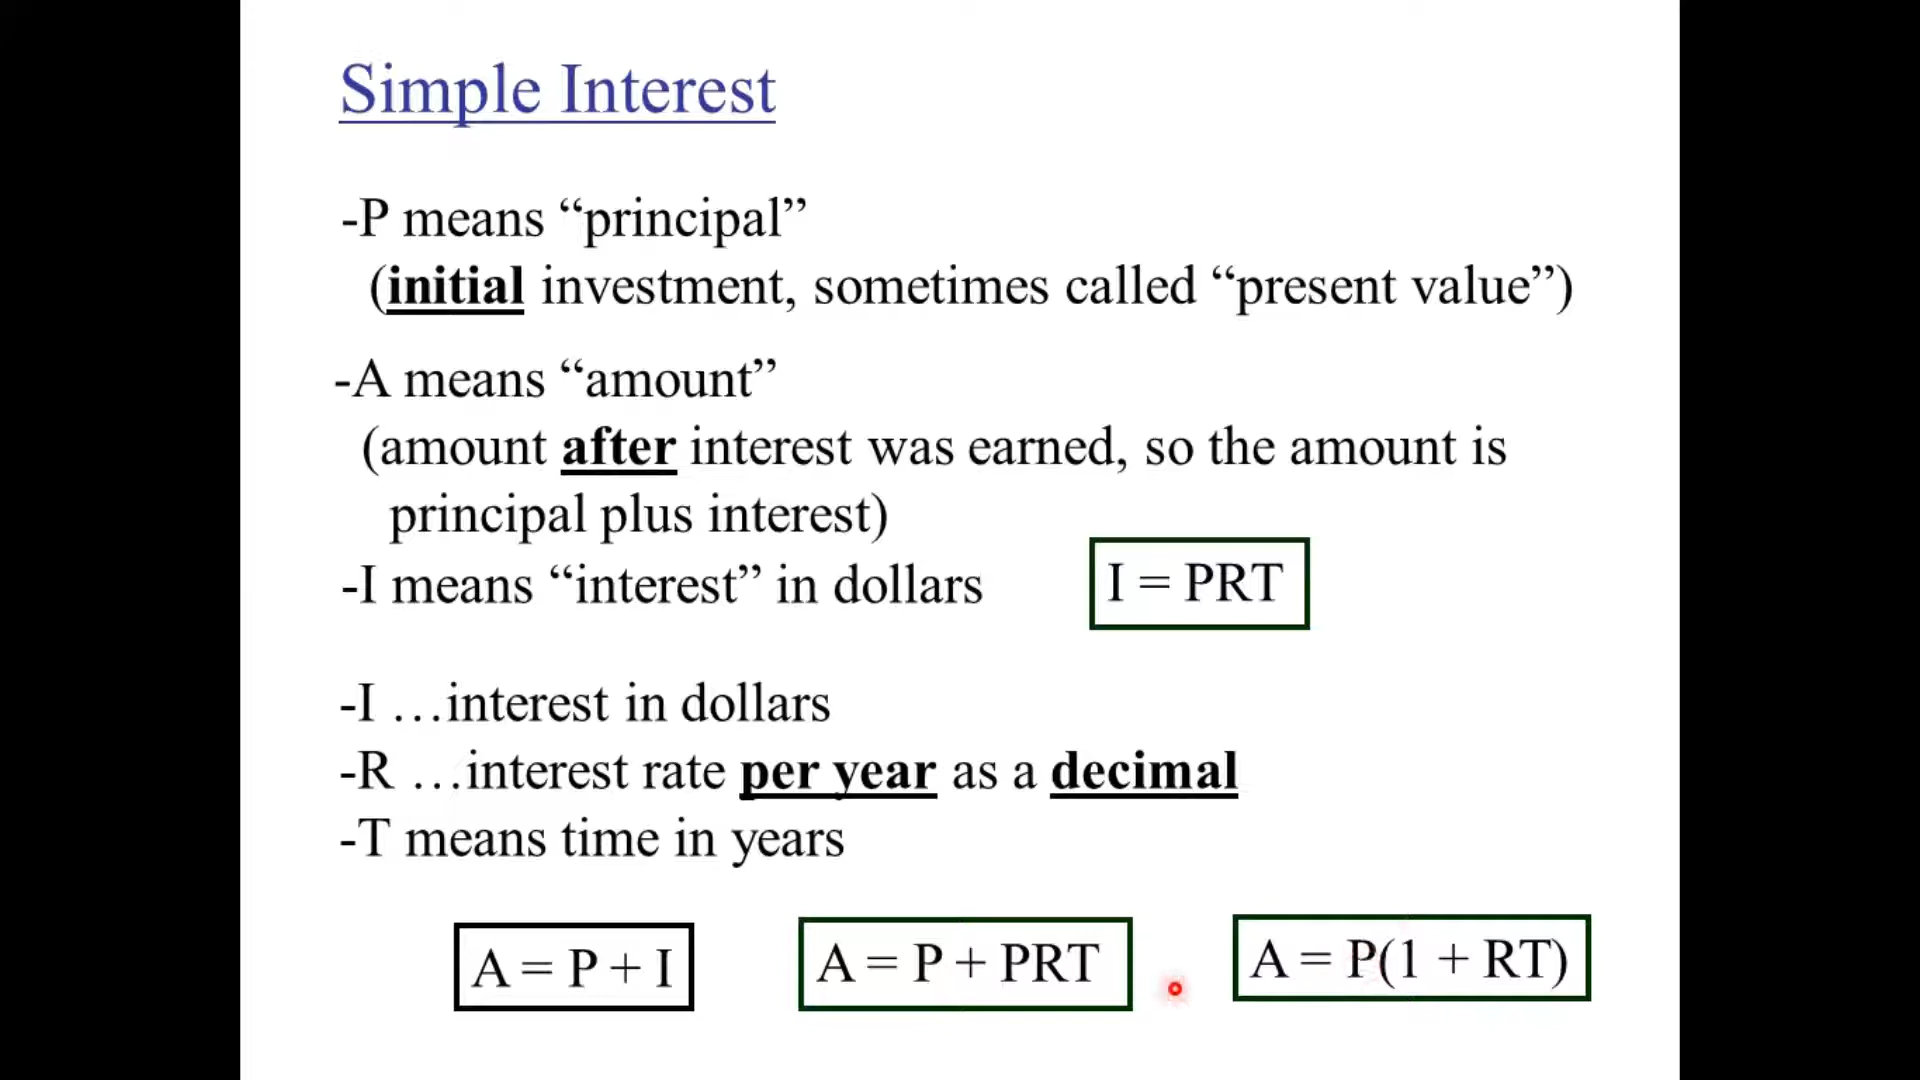 Simple Interest
-P means “principal”
(initial investment, sometimes called “present value”)
-A means “amount”
(amount after interest was earned, so the amount is
principal plus interest)
-I means “interest” in dollars
I = PRT
-I …interest in dollars
-R …interest rate per year as a decimal
-T means time in years
A = P + I
A = P + PRT
A = P(1 + RT)